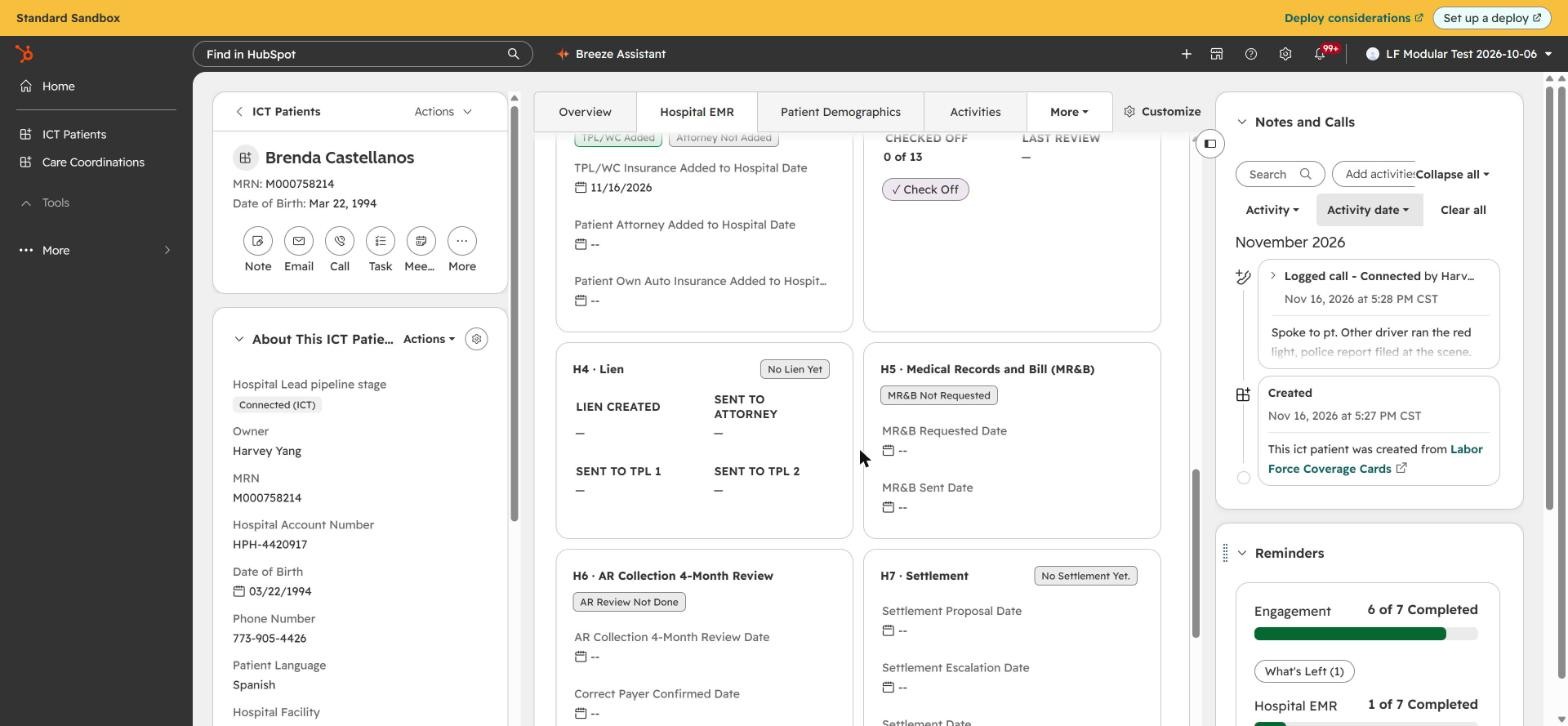 Standard Sandbox
Deploy considerations
Set up a deploy
Find in HubSpot
Breeze Assistant
99+
LF Modular Test 2026-10-06
Home
ICT Patients
Care Coordinations
Tools
More
ICT Patients
Actions
Brenda Castellanos
MRN: M000758214
Date of Birth: Mar 22, 1994
Note
Email
Call
Task
Mee...
More
About This ICT Patie...
Actions
Hospital Lead pipeline stage
Connected (ICT)
Owner
Harvey Yang
MRN
M000758214
Hospital Account Number
HPH-4420917
Date of Birth
03/22/1994
Phone Number
773-905-4426
Patient Language
Spanish
Hospital Facility
Overview
Hospital EMR
Patient Demographics
Activities
More
Customize
TPL/WC Added
Attorney Not Added
TPL/WC Insurance Added to Hospital Date
11/16/2026
Patient Attorney Added to Hospital Date
--
Patient Own Auto Insurance Added to Hospit...
--
CHECKED OFF
0 of 13
LAST REVIEW
—
✓ Check Off
H4 · Lien
No Lien Yet
LIEN CREATED
—
SENT TO
ATTORNEY
—
SENT TO TPL 1
—
SENT TO TPL 2
—
H5 · Medical Records and Bill (MR&B)
MR&B Not Requested
MR&B Requested Date
--
MR&B Sent Date
--
H6 · AR Collection 4-Month Review
AR Review Not Done
AR Collection 4-Month Review Date
--
Correct Payer Confirmed Date
--
H7 · Settlement
No Settlement Yet.
Settlement Proposal Date
--
Settlement Escalation Date
--
Settlement Date
Notes and Calls
Search
Add activities
Collapse all
Activity
Activity date
Clear all
November 2026
Logged call - Connected by Harv...
Nov 16, 2026 at 5:28 PM CST
Spoke to pt. Other driver ran the red
light, police report filed at the scene.
Created
Nov 16, 2026 at 5:27 PM CST
This ict patient was created from Labor
Force Coverage Cards
Reminders
Engagement
6 of 7 Completed
What's Left (1)
Hospital EMR
1 of 7 Completed